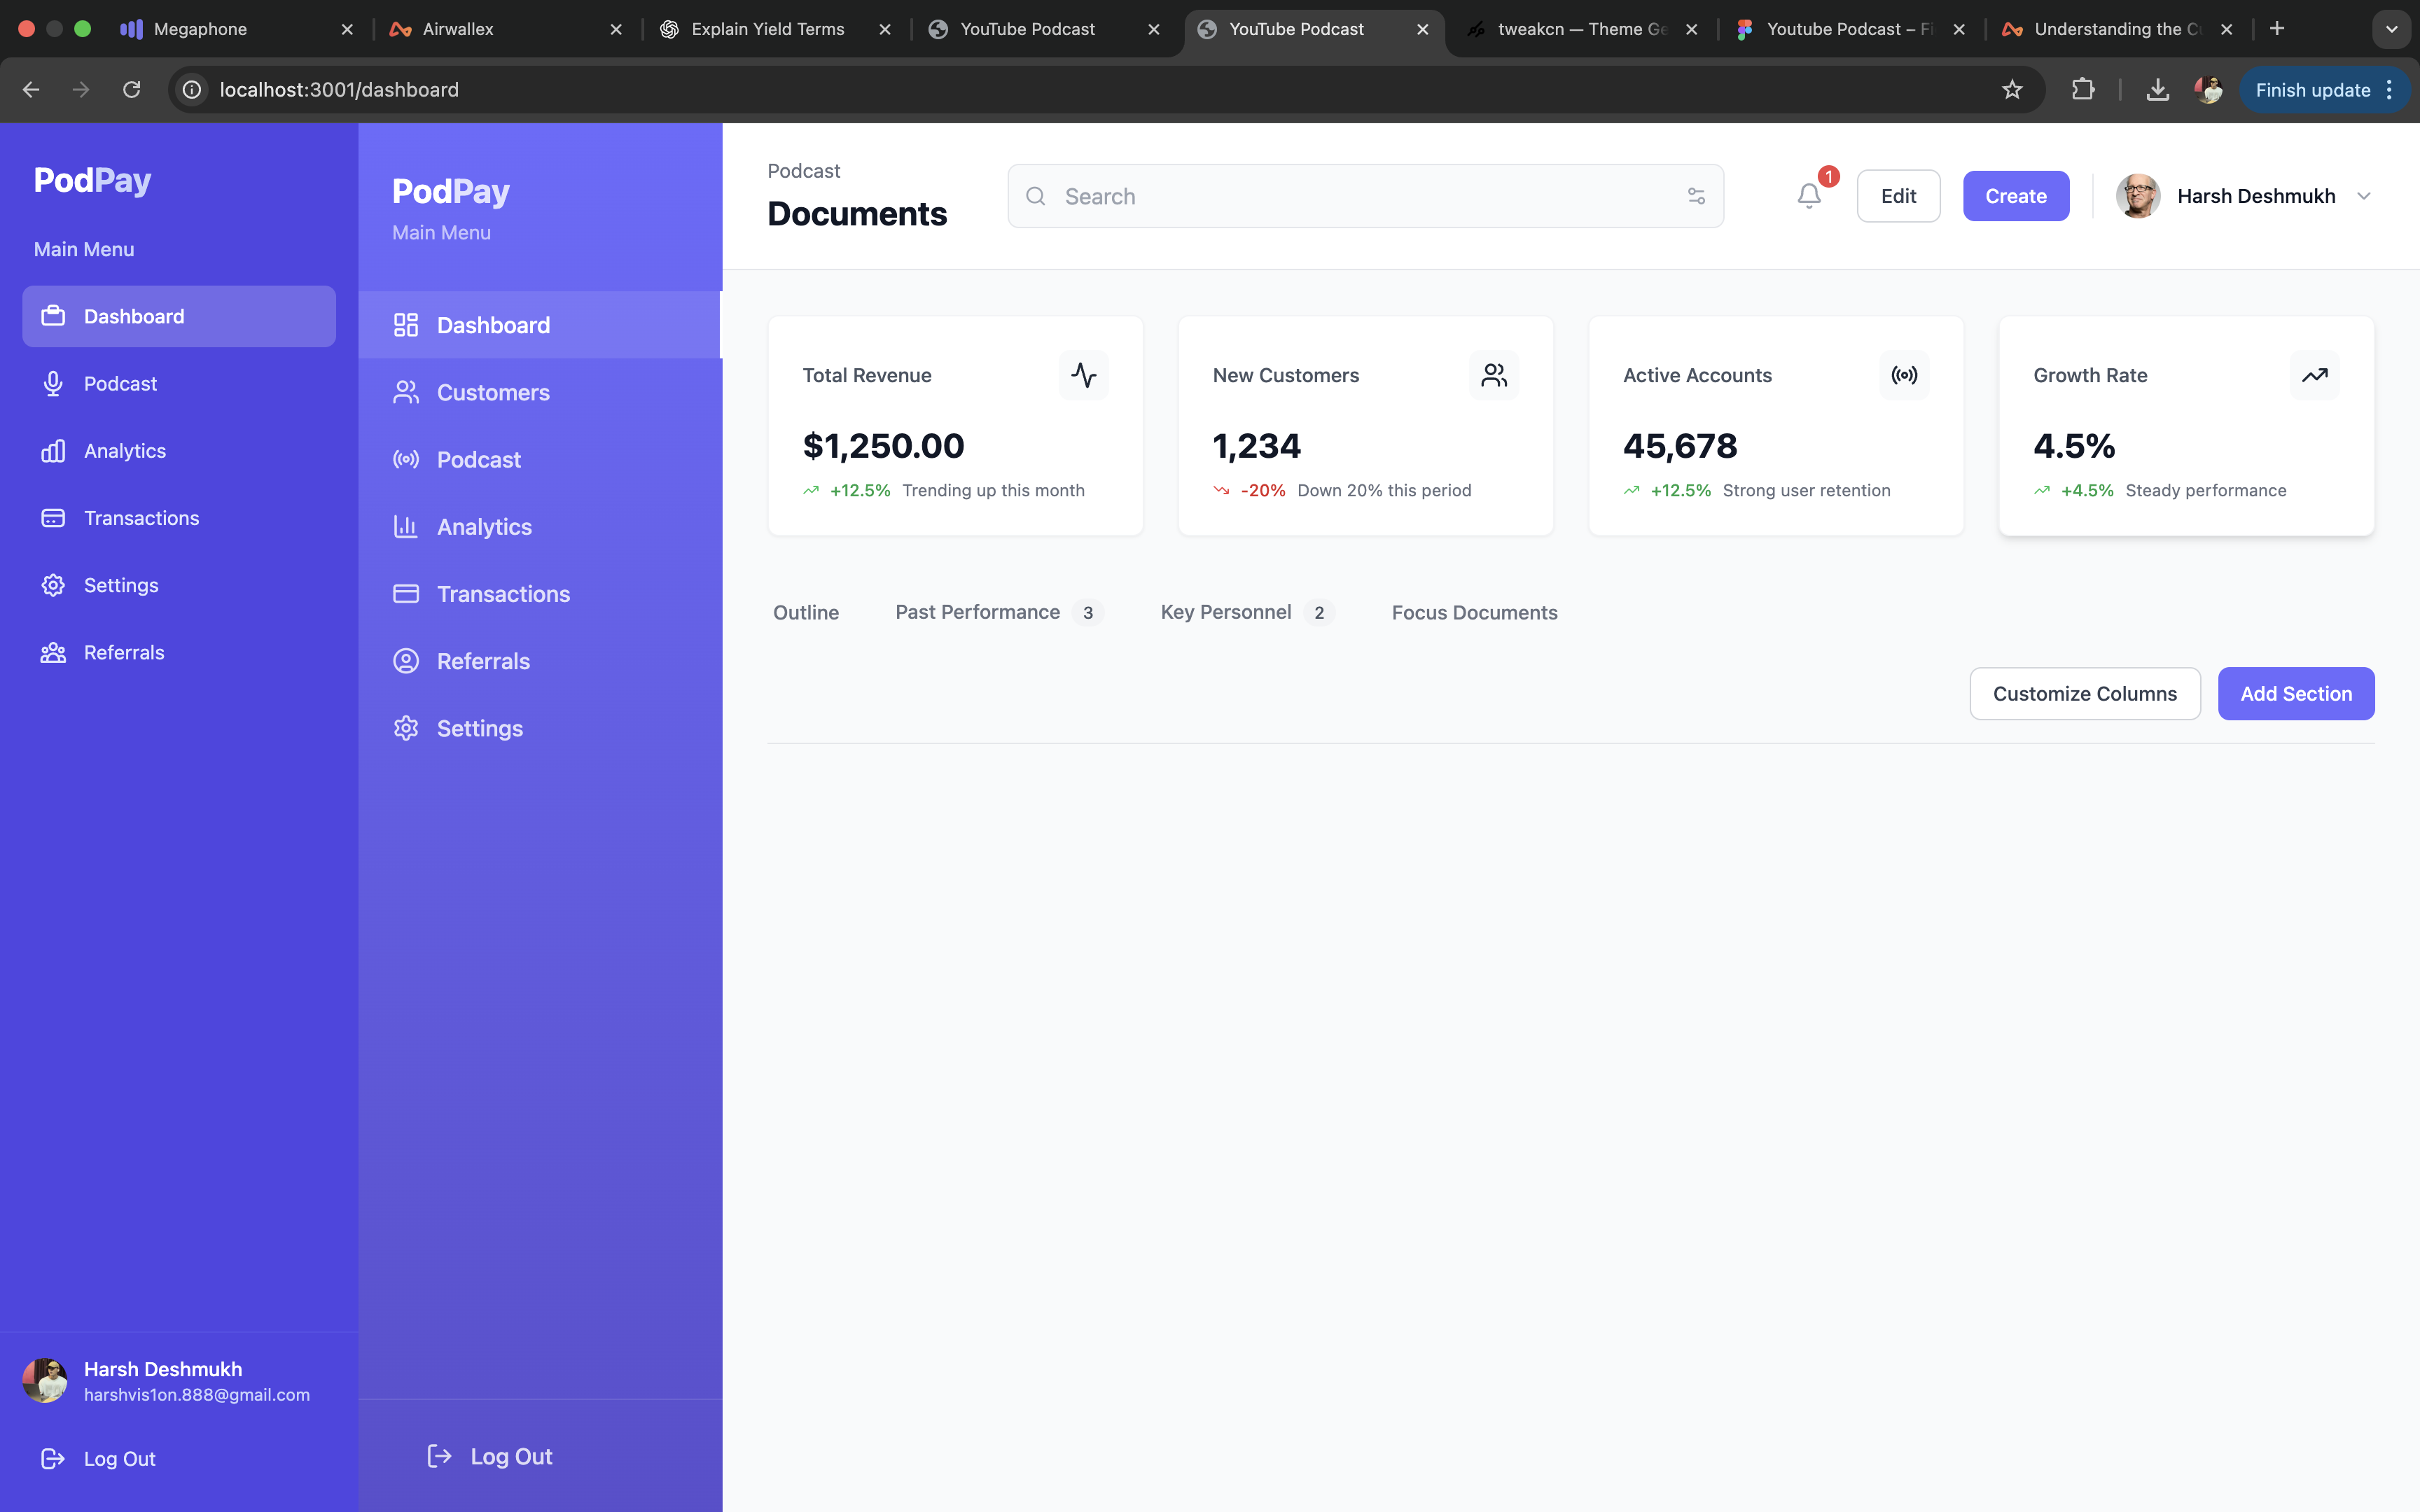 Megaphone
Airwallex
Explain Yield Terms
YouTube Podcast
YouTube Podcast
tweakcn — Theme Ge
Youtube Podcast – Fi
Understanding the Cu
localhost:3001/dashboard
Finish update
PodPay
Main Menu
Dashboard
Podcast
Analytics
Transactions
Settings
Referrals
Harsh Deshmukh
harshvis1on.888@gmail.com
Log Out
PodPay
Main Menu
Dashboard
Customers
Podcast
Analytics
Transactions
Referrals
Settings
Log Out
Podcast
Documents
Search
1
Edit
Create
Harsh Deshmukh
Total Revenue
$1,250.00
+12.5% Trending up this month
New Customers
1,234
-20% Down 20% this period
Active Accounts
45,678
+12.5% Strong user retention
Growth Rate
4.5%
+4.5% Steady performance
Outline
Past Performance 3
Key Personnel 2
Focus Documents
Customize Columns
Add Section